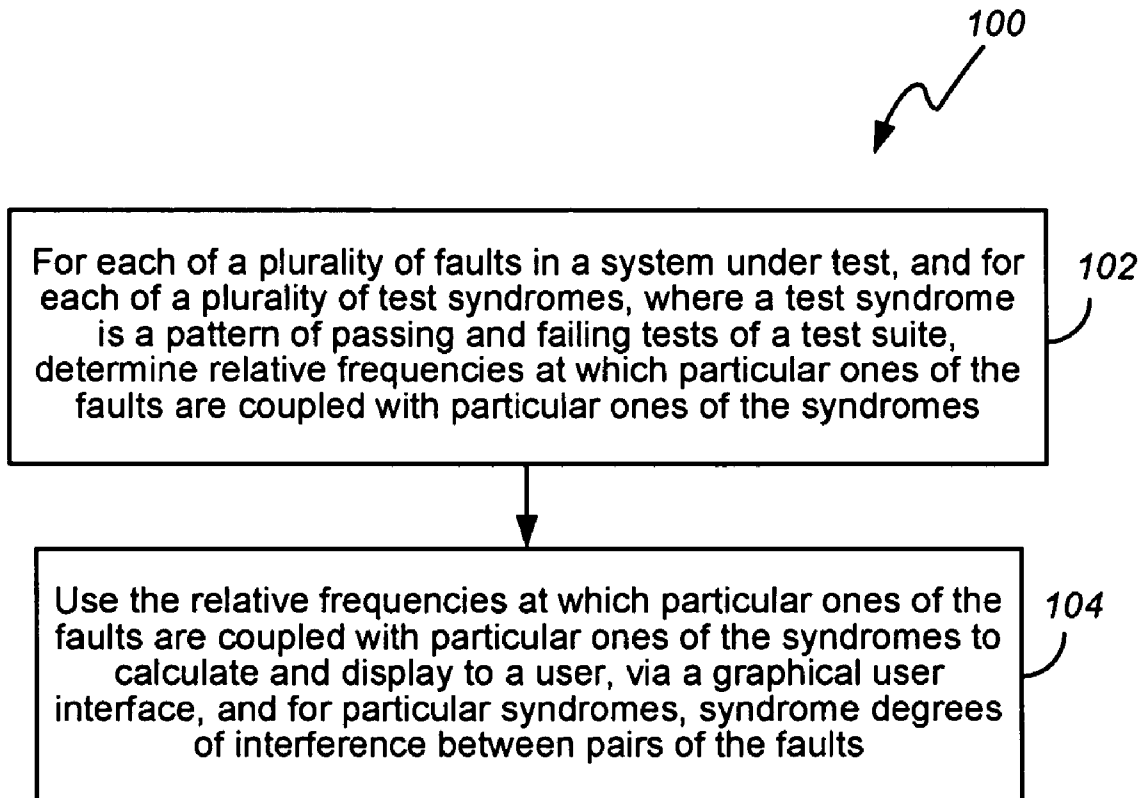 100
For each of a plurality of faults in a system under test, and for
each of a plurality of test syndromes, where a test syndrome
is a pattern of passing and failing tests of a test suite,
determine relative frequencies at which particular ones of the
faults are coupled with particular ones of the syndromes
102
Use the relative frequencies at which particular ones of the
faults are coupled with particular ones of the syndromes to
calculate and display to a user, via a graphical user
interface, and for particular syndromes, syndrome degrees
of interference between pairs of the faults
104